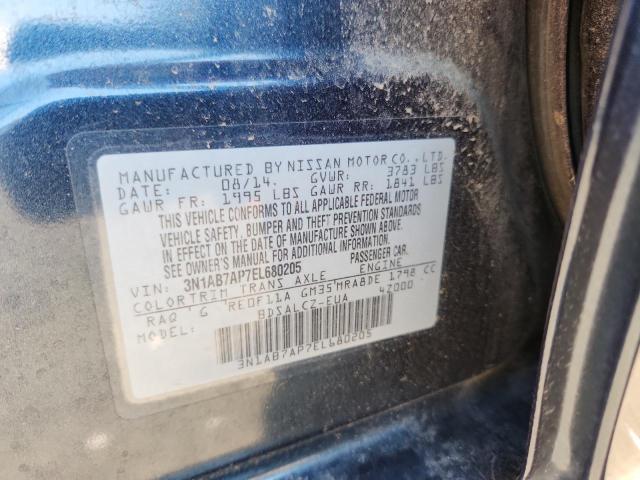 MANUFACTURED BY NISSAN MOTOR CO., LTD.
DATE: 08/14. GVWR: 3783 LBS
GAWR FR: 1995 LBS GAWR RR: 1841 LBS
THIS VEHICLE CONFORMS TO ALL APPLICABLE FEDERAL MOTOR
VEHICLE SAFETY, BUMPER AND THEFT PREVENTION STANDARDS
IN EFFECT ON THE DATE OF MANUFACTURE SHOWN ABOVE.
SEE OWNER'S MANUAL FOR ADDITIONAL INFORMATION.
VIN: 3N1AB7AP7EL680205 PASSENGER CAR.
COLOR TRIM TRANS AXLE ENGINE
RAQ G RE0F11A GM35 MRA8DE 1798 CC
MODEL: BDSALCZ-EUA 4Z000
3N1AB7AP7EL680205